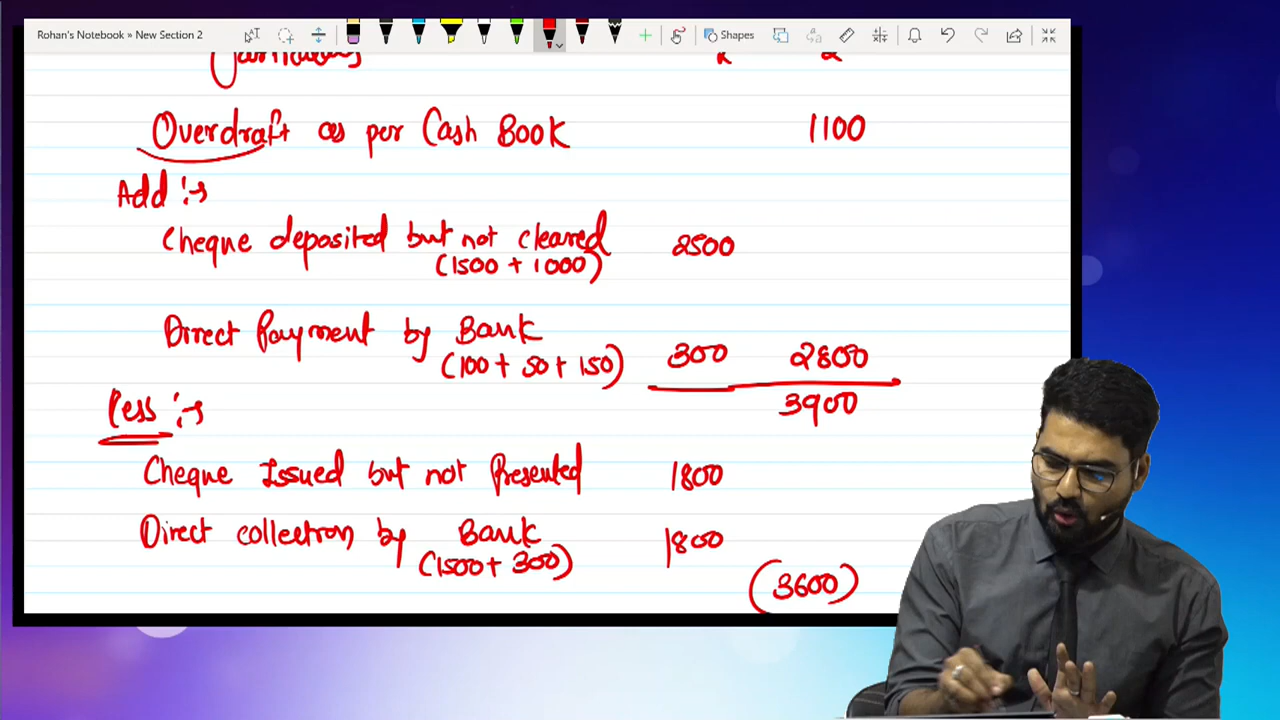 Rohan's Notebook » New Section 2
Shapes
Particulars
Overdraft as per Cash Book 1100
Add :-
Cheque deposited but not cleared 2500
(1500 + 1000)
Direct Payment by Bank
(100 + 50 + 150) 300 2800
3900
Less :-
Cheque Issued but not Presented 1800
Direct collection by Bank 1800
(1500 + 300)
(3600)